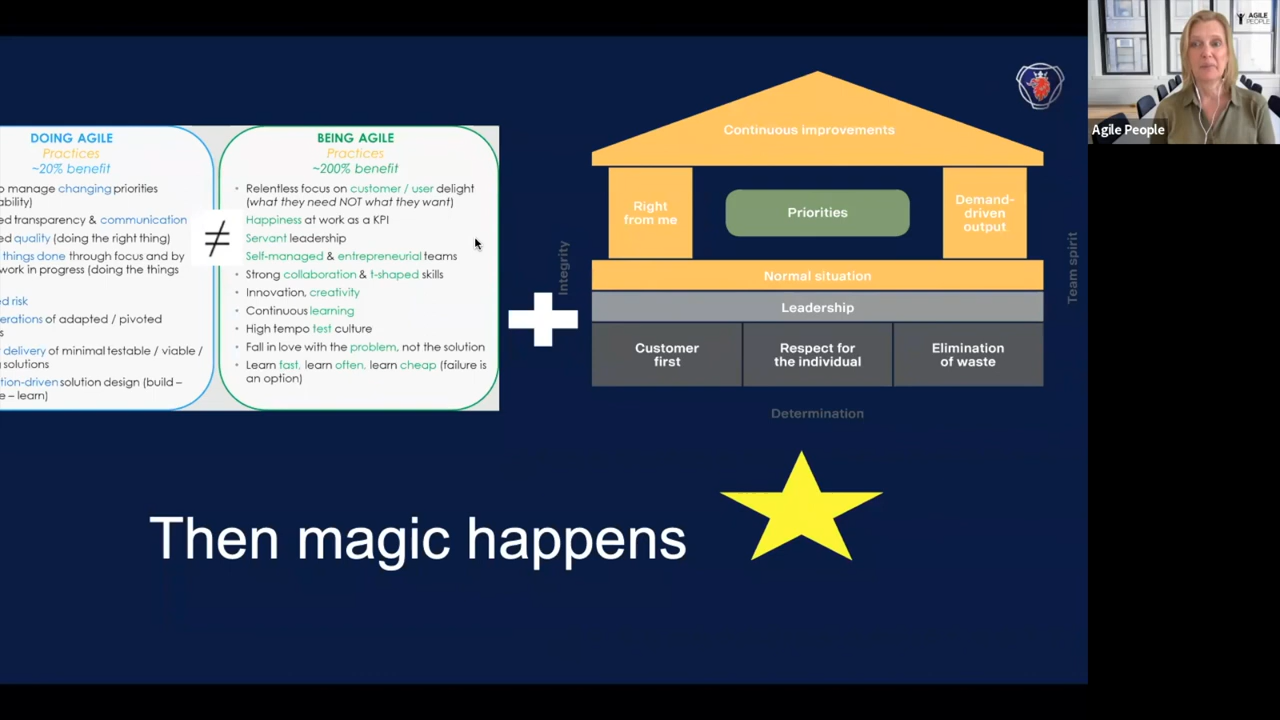 DOING AGILE
Practices
~20% benefit
o manage changing priorities
ability)
ed transparency & communication
ed quality (doing the right thing)
things done through focus and by
work in progress (doing the things
ed risk
erations of adapted / pivoted
s
delivery of minimal testable / viable /
solutions
tion-driven solution design (build –
e – learn)
≠
BEING AGILE
Practices
~200% benefit
• Relentless focus on customer / user delight
(what they need NOT what they want)
• Happiness at work as a KPI
• Servant leadership
• Self-managed & entrepreneurial teams
• Strong collaboration & t-shaped skills
• Innovation, creativity
• Continuous learning
• High tempo test culture
• Fall in love with the problem, not the solution
• Learn fast, learn often, learn cheap (failure is
an option)
Continuous improvements
Right
from me
Priorities
Demand-
driven
output
Integrity
Team spirit
Normal situation
Leadership
Customer
first
Respect for
the individual
Elimination
of waste
Determination
Then magic happens
AGILE
PEOPLE
Agile People